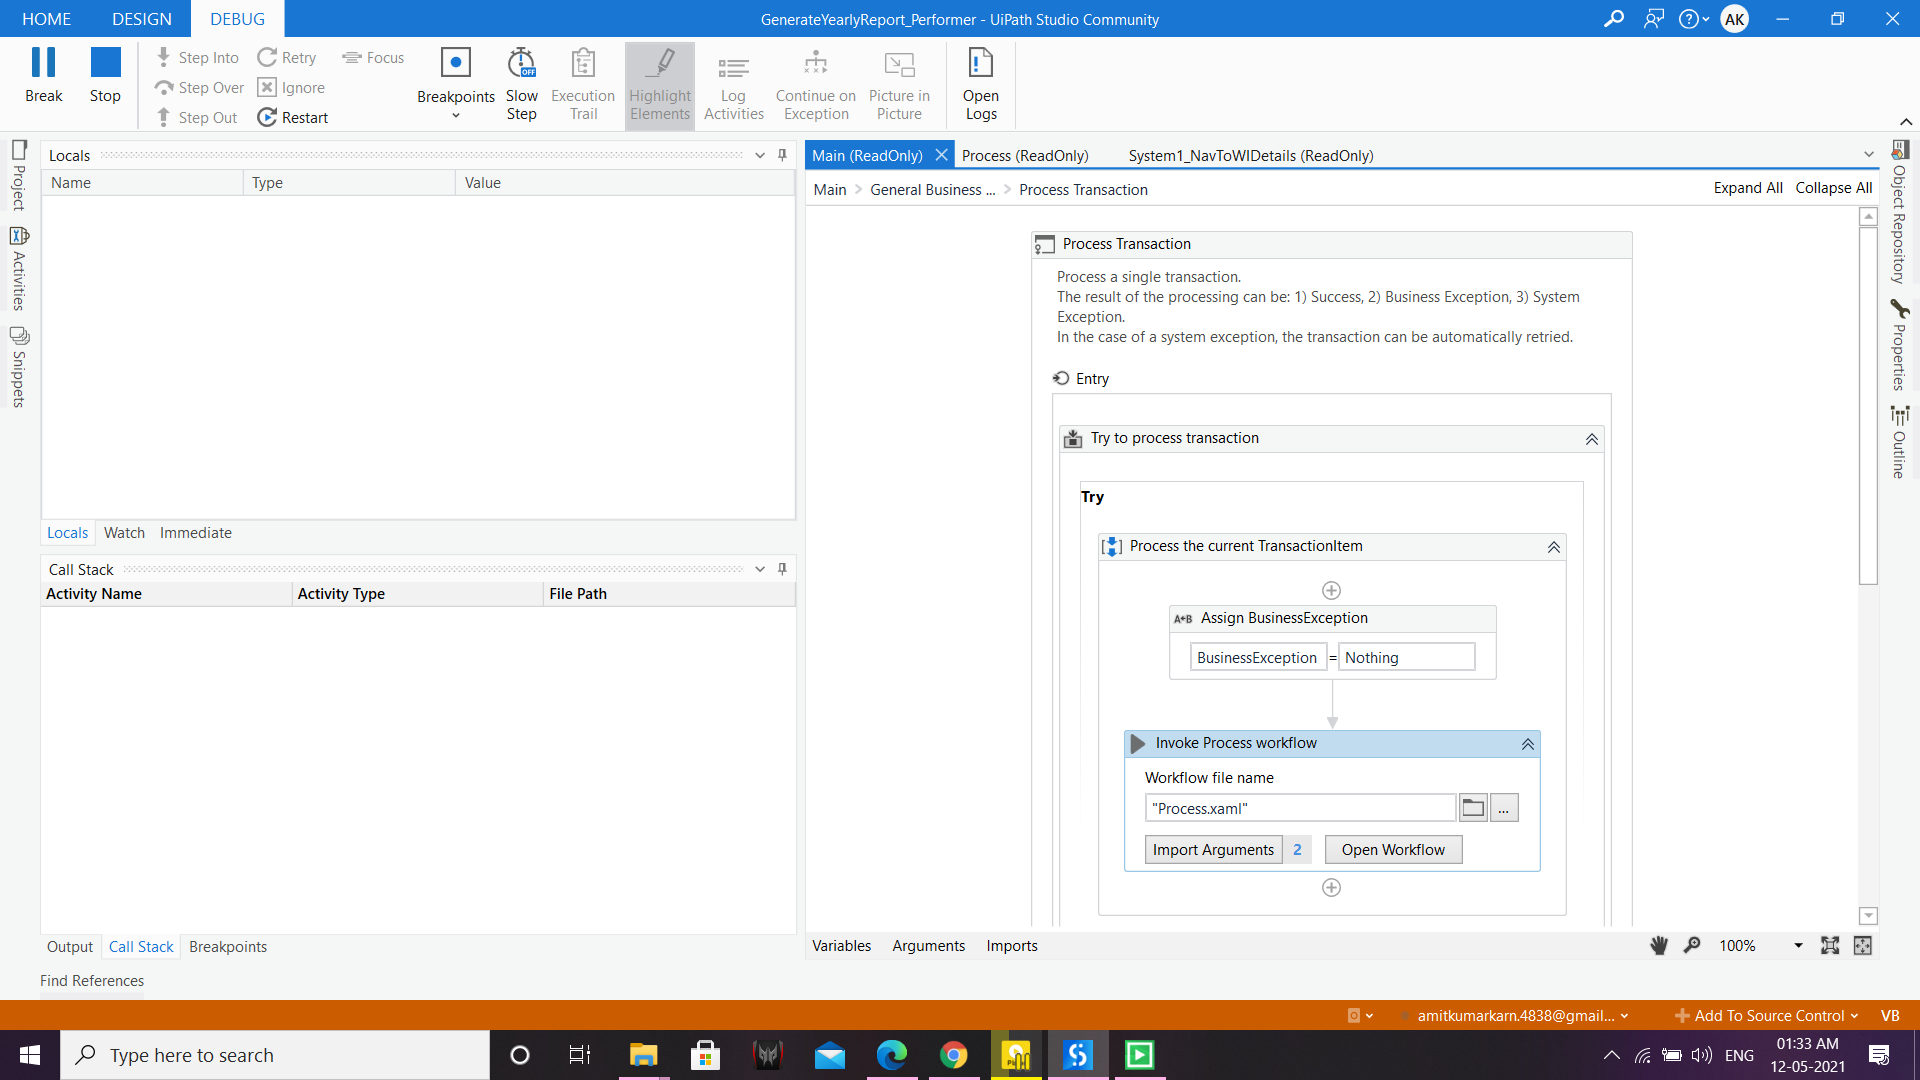 HOME DESIGN DEBUG
GenerateYearlyReport_Performer - UiPath Studio Community
AK
Break
Stop
Step Into
Step Over
Step Out
Retry
Ignore
Restart
Focus
Breakpoints
Slow
Step
OFF
Execution
Trail
Highlight
Elements
Log
Activities
Continue on
Exception
Picture in
Picture
Open
Logs
Project
Activities
Snippets
Locals
Name Type Value
Locals Watch Immediate
Call Stack
Activity Name Activity Type File Path
Output Call Stack Breakpoints
Find References
Main (ReadOnly) Process (ReadOnly) System1_NavToWIDetails (ReadOnly)
Main > General Business ... > Process Transaction
Expand All Collapse All
Process Transaction
Process a single transaction.
The result of the processing can be: 1) Success, 2) Business Exception, 3) System
Exception.
In the case of a system exception, the transaction can be automatically retried.
Entry
Try to process transaction
Try
Process the current TransactionItem
A+B Assign BusinessException
BusinessException = Nothing
Invoke Process workflow
Workflow file name
"Process.xaml"
...
Import Arguments 2 Open Workflow
Variables Arguments Imports
100%
Object Repository
Properties
Outline
amitkumarkarn.4838@gmail...
Add To Source Control
VB
Type here to search
ENG
01:33 AM
12-05-2021